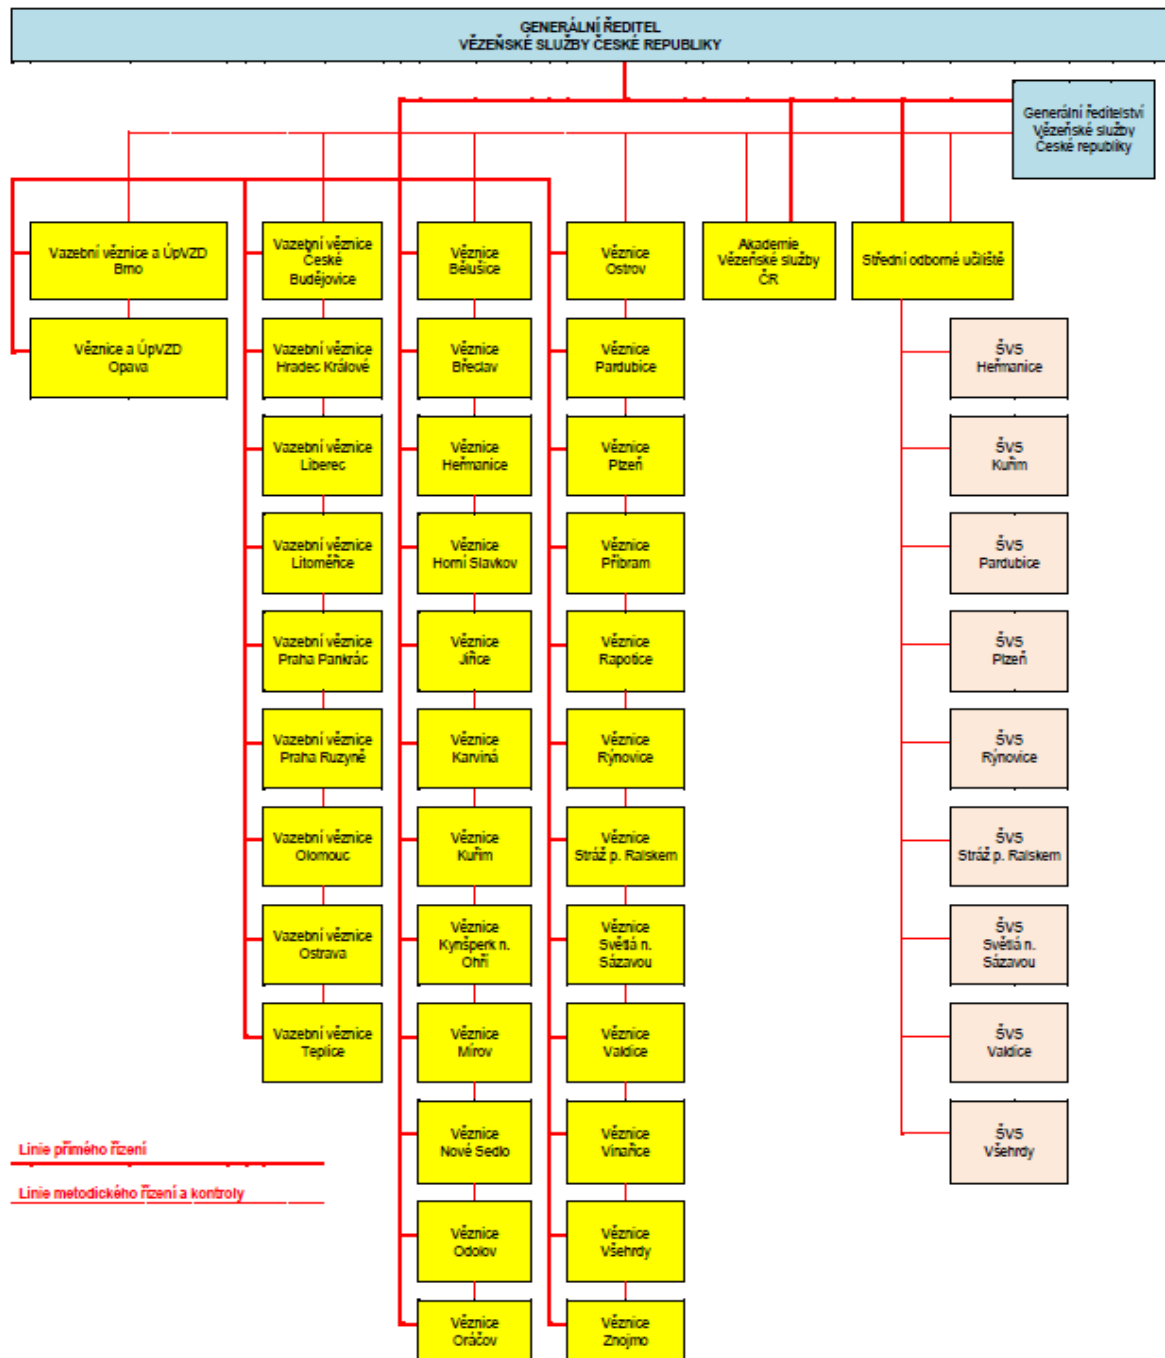 GENERÁLNÍ ŘEDITEL
VĚZEŇSKÉ SLUŽBY ČESKÉ REPUBLIKY
Generální ředitelství
Vězeňské služby
České republiky
Vazební věznice a ÚpVZD
Brno
Věznice a ÚpVZD
Opava
Vazební věznice
České
Budějovice
Vazební věznice
Hradec Králové
Vazební věznice
Liberec
Vazební věznice
Litoměřice
Vazební věznice
Praha Pankrác
Vazební věznice
Praha Ruzyně
Vazební věznice
Olomouc
Vazební věznice
Ostrava
Vazební věznice
Teplice
Věznice
Bělušice
Věznice
Břeclav
Věznice
Heřmanice
Věznice
Horní Slavkov
Věznice
Jiřice
Věznice
Karviná
Věznice
Kuřim
Věznice
Kynšperk n.
Ohří
Věznice
Mírov
Věznice
Nové Sedlo
Věznice
Odolov
Věznice
Oráčov
Věznice
Ostrov
Věznice
Pardubice
Věznice
Plzeň
Věznice
Příbram
Věznice
Rapotice
Věznice
Rýnovice
Věznice
Stráž p. Ralskem
Věznice
Světlá n.
Sázavou
Věznice
Valdice
Věznice
Vinařice
Věznice
Všehrdy
Věznice
Znojmo
Akademie
Vězeňské služby
ČR
Střední odborné učiliště
ŠVS
Heřmanice
ŠVS
Kuřim
ŠVS
Pardubice
ŠVS
Plzeň
ŠVS
Rýnovice
ŠVS
Stráž p. Ralskem
ŠVS
Světlá n.
Sázavou
ŠVS
Valdice
ŠVS
Všehrdy
Linie přímého řízení
Linie metodického řízení a kontroly